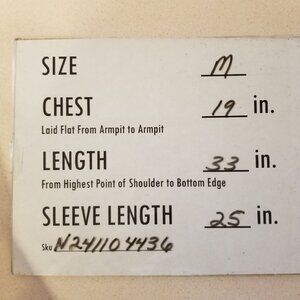 SIZE M
CHEST 19 in.
Laid Flat From Armpit to Armpit
LENGTH 33 in.
From Highest Point of Shoulder to Bottom Edge
SLEEVE LENGTH 25 in.
Sku N241104436